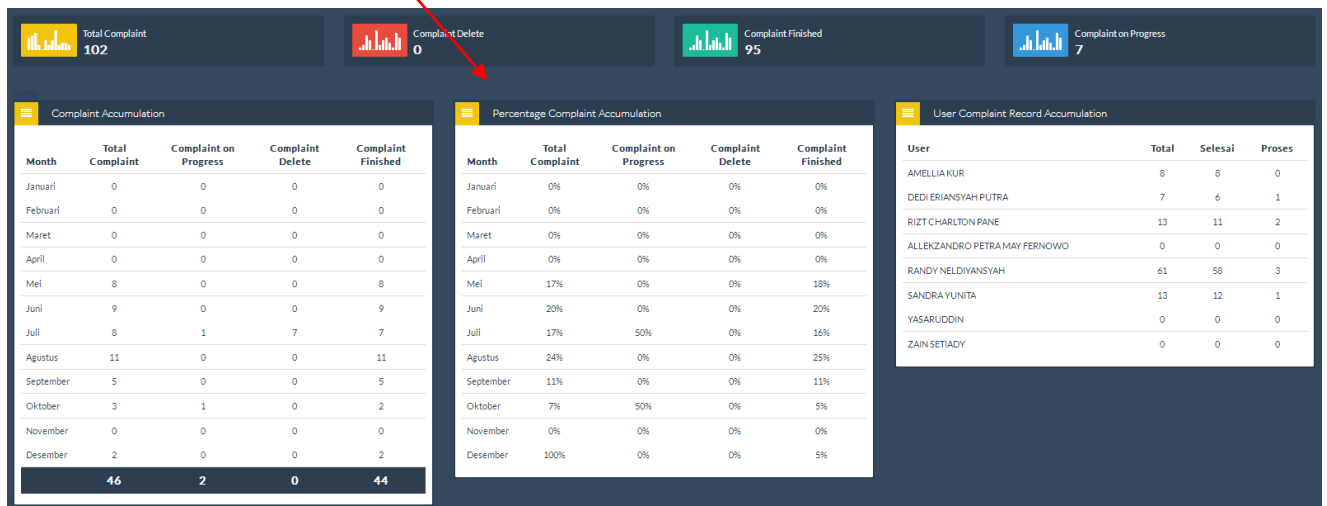 Total Complaint
102
Complaint Delete
0
Complaint Finished
95
Complaint on Progress
7
Complaint Accumulation
Month Total Complaint Complaint on Progress Complaint Delete Complaint Finished
Januari 0 0 0 0
Februari 0 0 0 0
Maret 0 0 0 0
April 0 0 0 0
Mei 8 0 0 8
Juni 9 0 0 9
Juli 8 1 7 7
Agustus 11 0 0 11
September 5 0 0 5
Oktober 3 1 0 2
November 0 0 0 0
Desember 2 0 0 2
46 2 0 44
Percentage Complaint Accumulation
Month Total Complaint Complaint on Progress Complaint Delete Complaint Finished
Januari 0% 0% 0% 0%
Februari 0% 0% 0% 0%
Maret 0% 0% 0% 0%
April 0% 0% 0% 0%
Mei 17% 0% 0% 18%
Juni 20% 0% 0% 20%
Juli 17% 50% 0% 16%
Agustus 24% 0% 0% 25%
September 11% 0% 0% 11%
Oktober 7% 50% 0% 5%
November 0% 0% 0% 0%
Desember 100% 0% 0% 5%
User Complaint Record Accumulation
User Total Selesai Proses
AMELLIA KUR 8 8 0
DEDI ERIANSYAH PUTRA 7 6 1
RIZT CHARLTON PANE 13 11 2
ALLEKZANDRO PETRA MAY FERNOWO 0 0 0
RANDY NELDIYANSYAH 61 58 3
SANDRA YUNITA 13 12 1
YASARUDDIN 0 0 0
ZAIN SETIADY 0 0 0